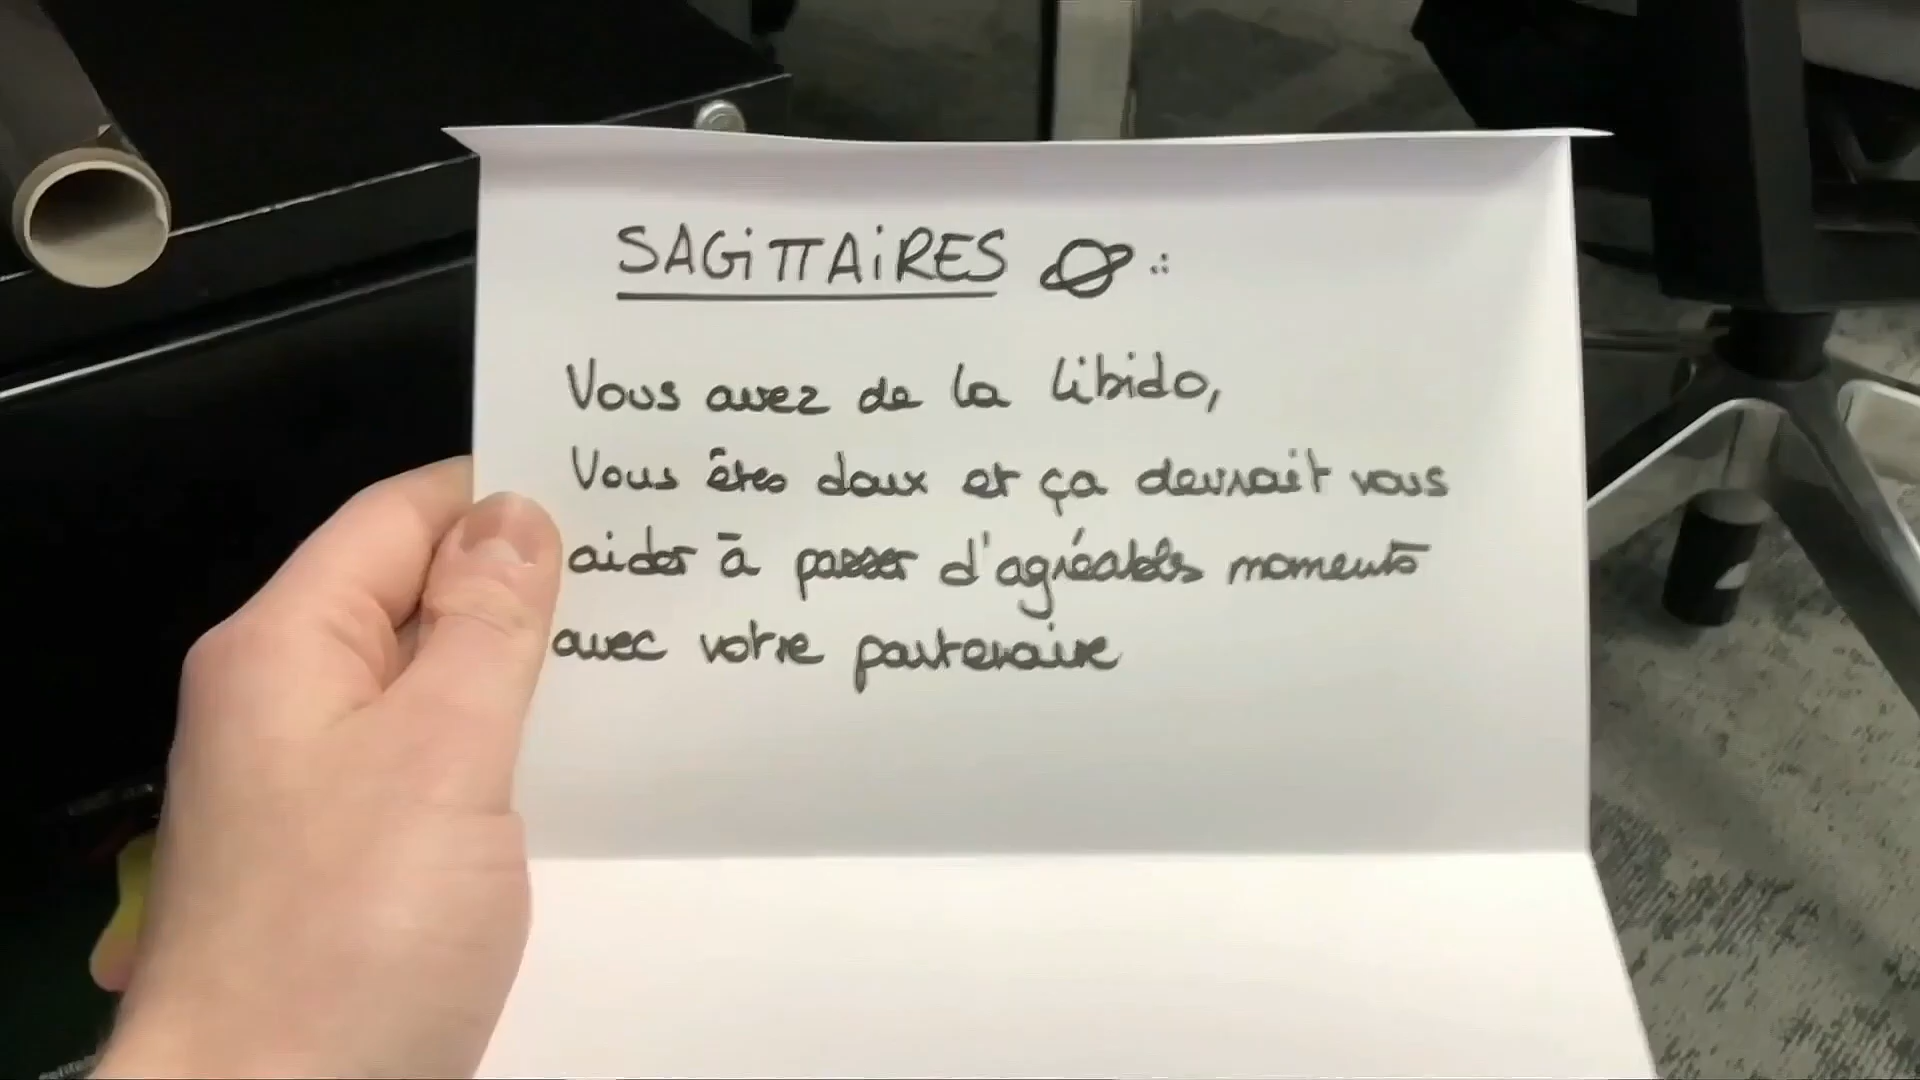 SAGITTAIRES :
Vous avez de la libido,
Vous êtes doux et ça devrait vous
aider à passer d'agréables moments
avec votre partenaire